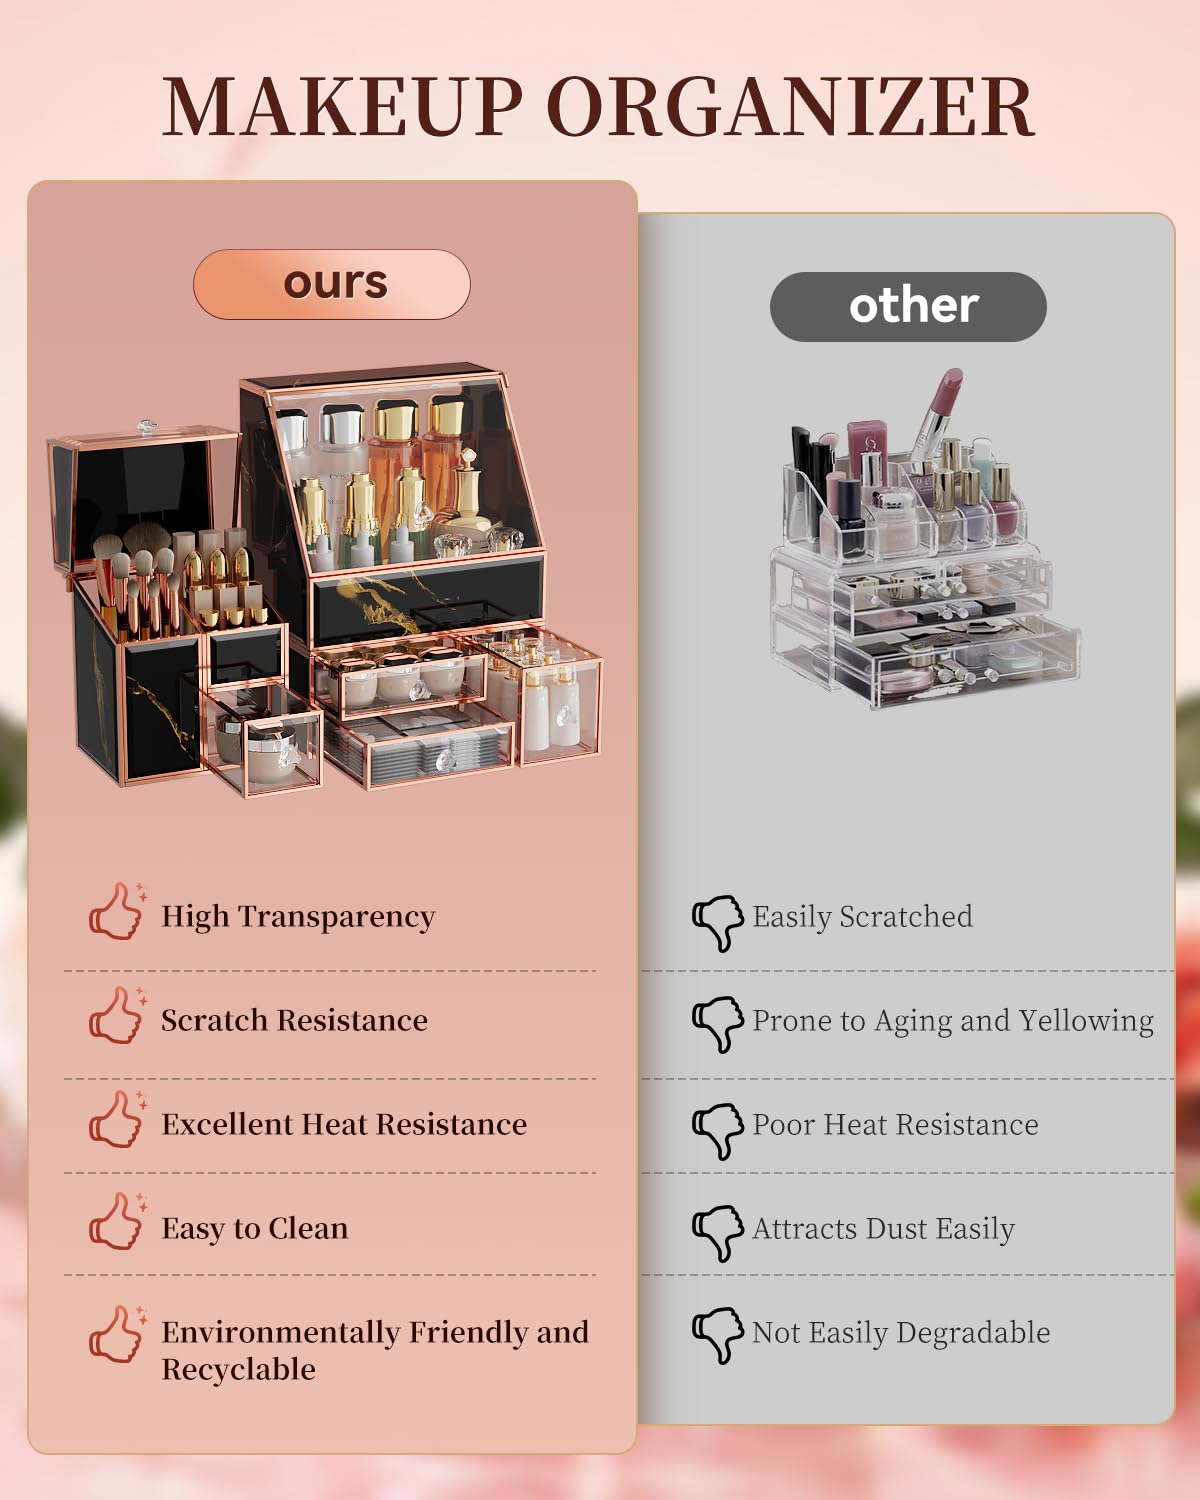 MAKEUP ORGANIZER
ours
High Transparency
Scratch Resistance
Excellent Heat Resistance
Easy to Clean
Environmentally Friendly and
Recyclable
other
Easily Scratched
Prone to Aging and Yellowing
Poor Heat Resistance
Attracts Dust Easily
Not Easily Degradable